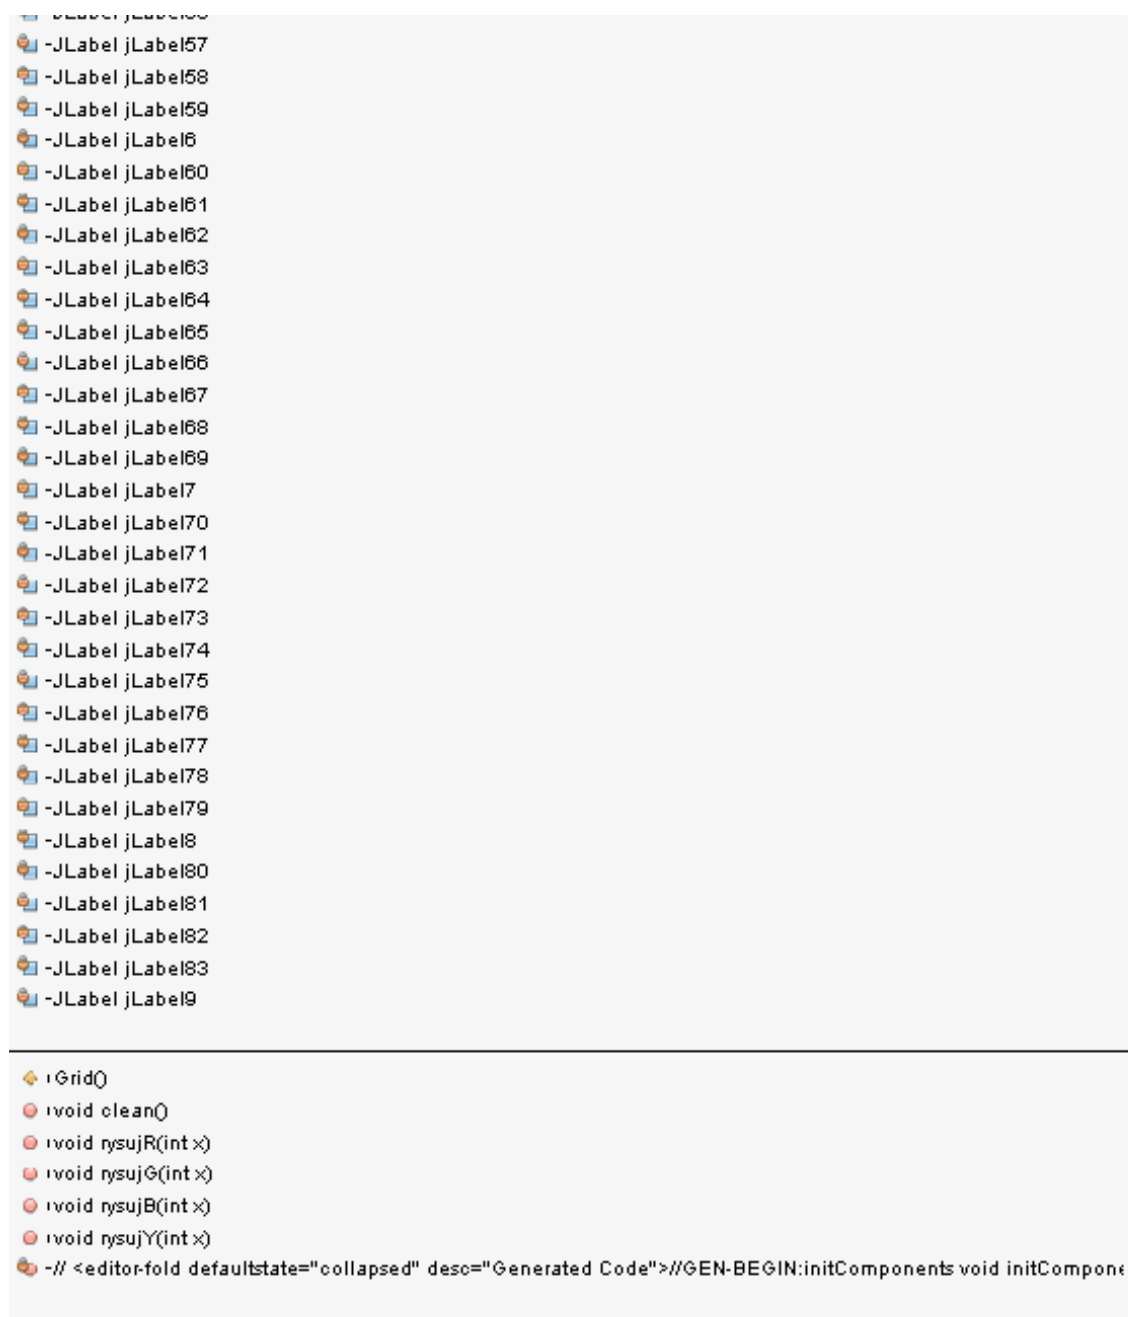 -JLabel jLabel57
-JLabel jLabel58
-JLabel jLabel59
-JLabel jLabel6
-JLabel jLabel60
-JLabel jLabel61
-JLabel jLabel62
-JLabel jLabel63
-JLabel jLabel64
-JLabel jLabel65
-JLabel jLabel66
-JLabel jLabel67
-JLabel jLabel68
-JLabel jLabel69
-JLabel jLabel7
-JLabel jLabel70
-JLabel jLabel71
-JLabel jLabel72
-JLabel jLabel73
-JLabel jLabel74
-JLabel jLabel75
-JLabel jLabel76
-JLabel jLabel77
-JLabel jLabel78
-JLabel jLabel79
-JLabel jLabel8
-JLabel jLabel80
-JLabel jLabel81
-JLabel jLabel82
-JLabel jLabel83
-JLabel jLabel9
+Grid()
+void clean()
+void rysujR(int x)
+void rysujG(int x)
+void rysujB(int x)
+void rysujY(int x)
-// <editor-fold defaultstate="collapsed" desc="Generated Code">//GEN-BEGIN:initComponents void initCompone